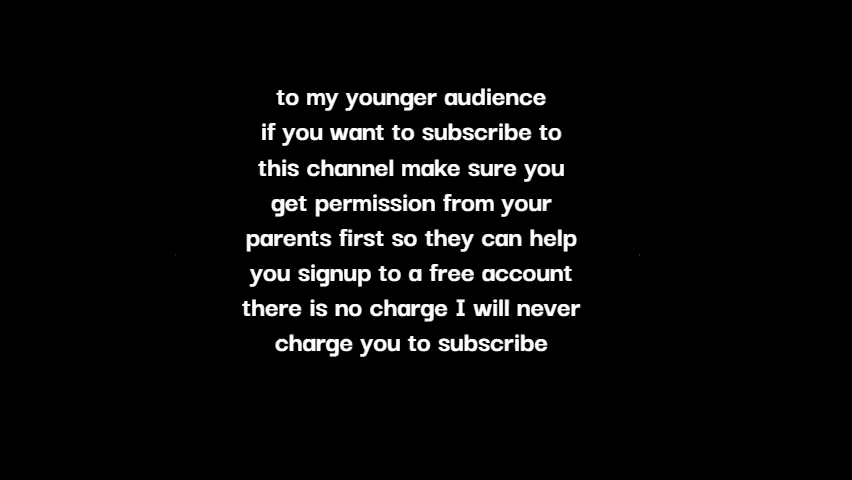 to my younger audience
if you want to subscribe to
this channel make sure you
get permission from your
parents first so they can help
you signup to a free account
there is no charge I will never
charge you to subscribe